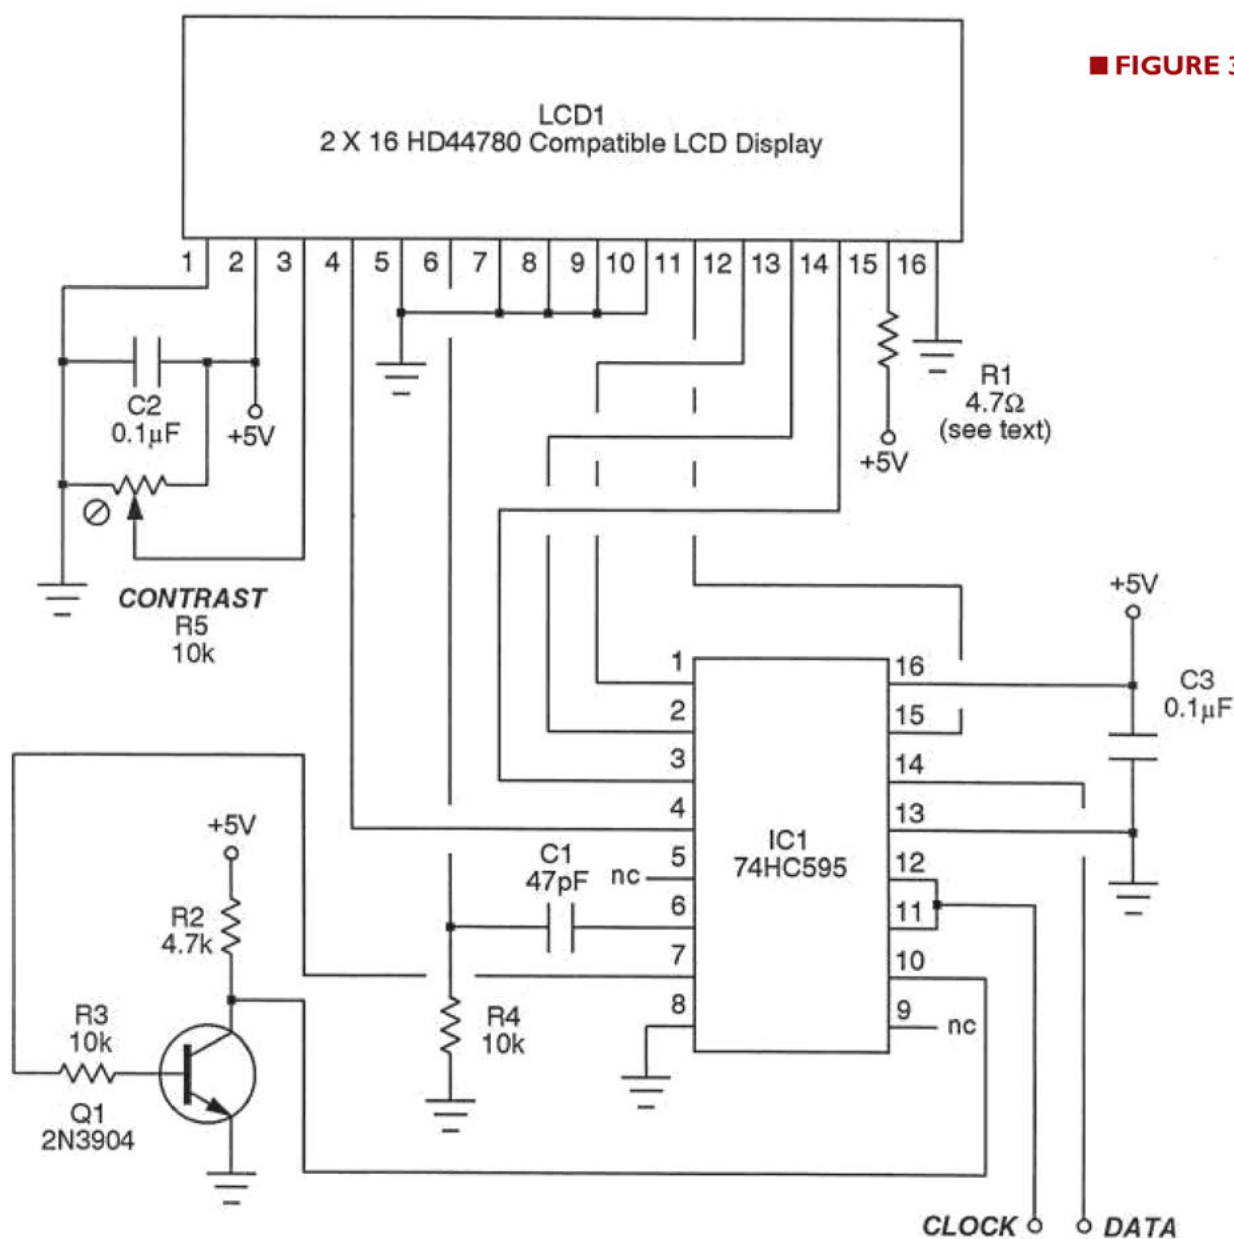 ■ FIGURE 3
LCD1
2 X 16 HD44780 Compatible LCD Display
1 2 3 4 5 6 7 8 9 10 11 12 13 14 15 16
C2
0.1µF
+5V
R1
4.7Ω
(see text)
+5V
CONTRAST
R5
10k
+5V
C3
0.1µF
1
2
3
4
5
6
7
8
16
15
14
13
12
11
10
9
IC1
74HC595
nc
nc
C1
47pF
+5V
R2
4.7k
R3
10k
Q1
2N3904
R4
10k
CLOCK
DATA